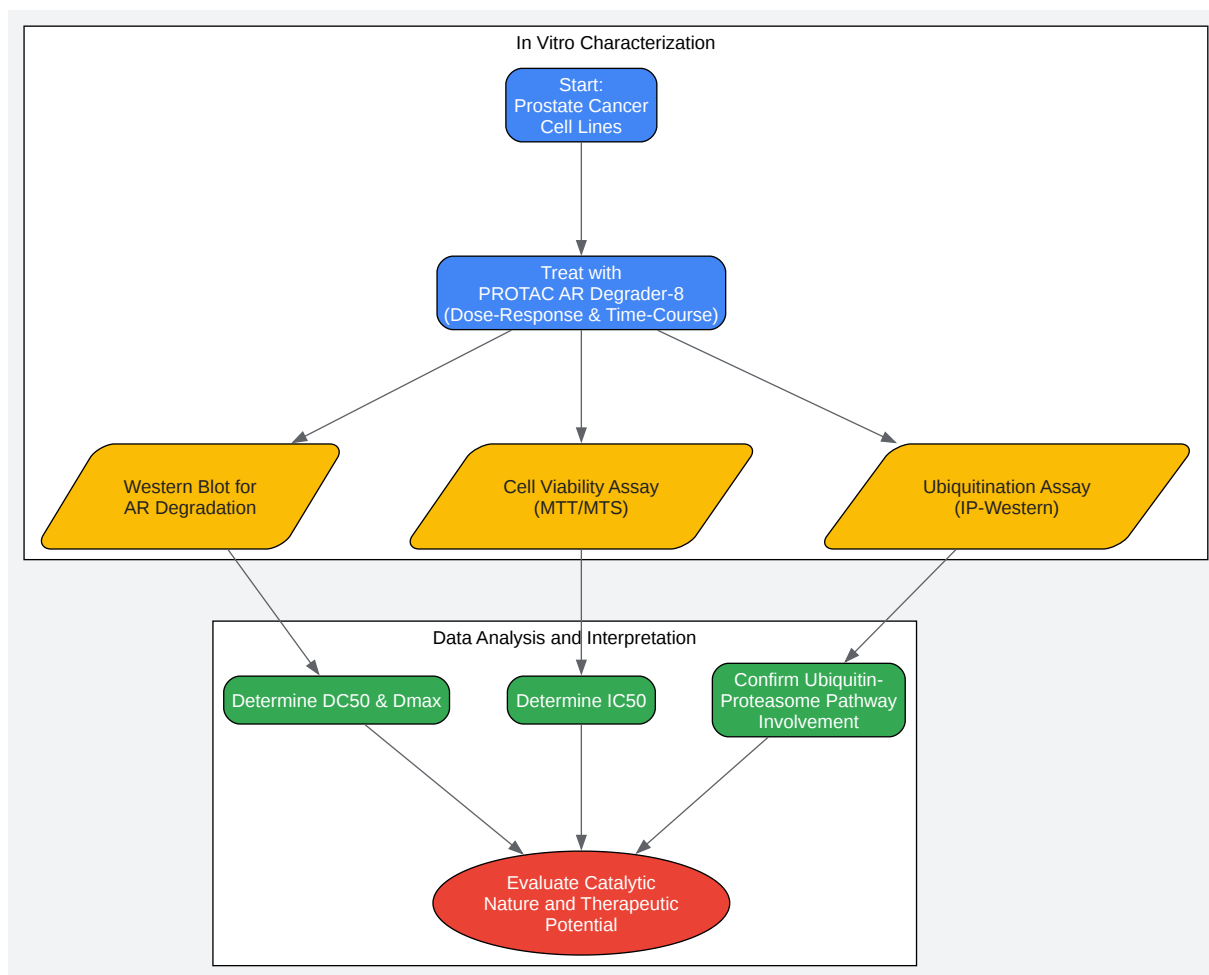 In Vitro Characterization
Start:
Prostate Cancer
Cell Lines
Treat with
PROTAC AR Degrader-8
(Dose-Response & Time-Course)
Western Blot for
AR Degradation
Cell Viability Assay
(MTT/MTS)
Ubiquitination Assay
(IP-Western)
Data Analysis and Interpretation
Determine DC50 & Dmax
Determine IC50
Confirm Ubiquitin-
Proteasome Pathway
Involvement
Evaluate Catalytic
Nature and Therapeutic
Potential